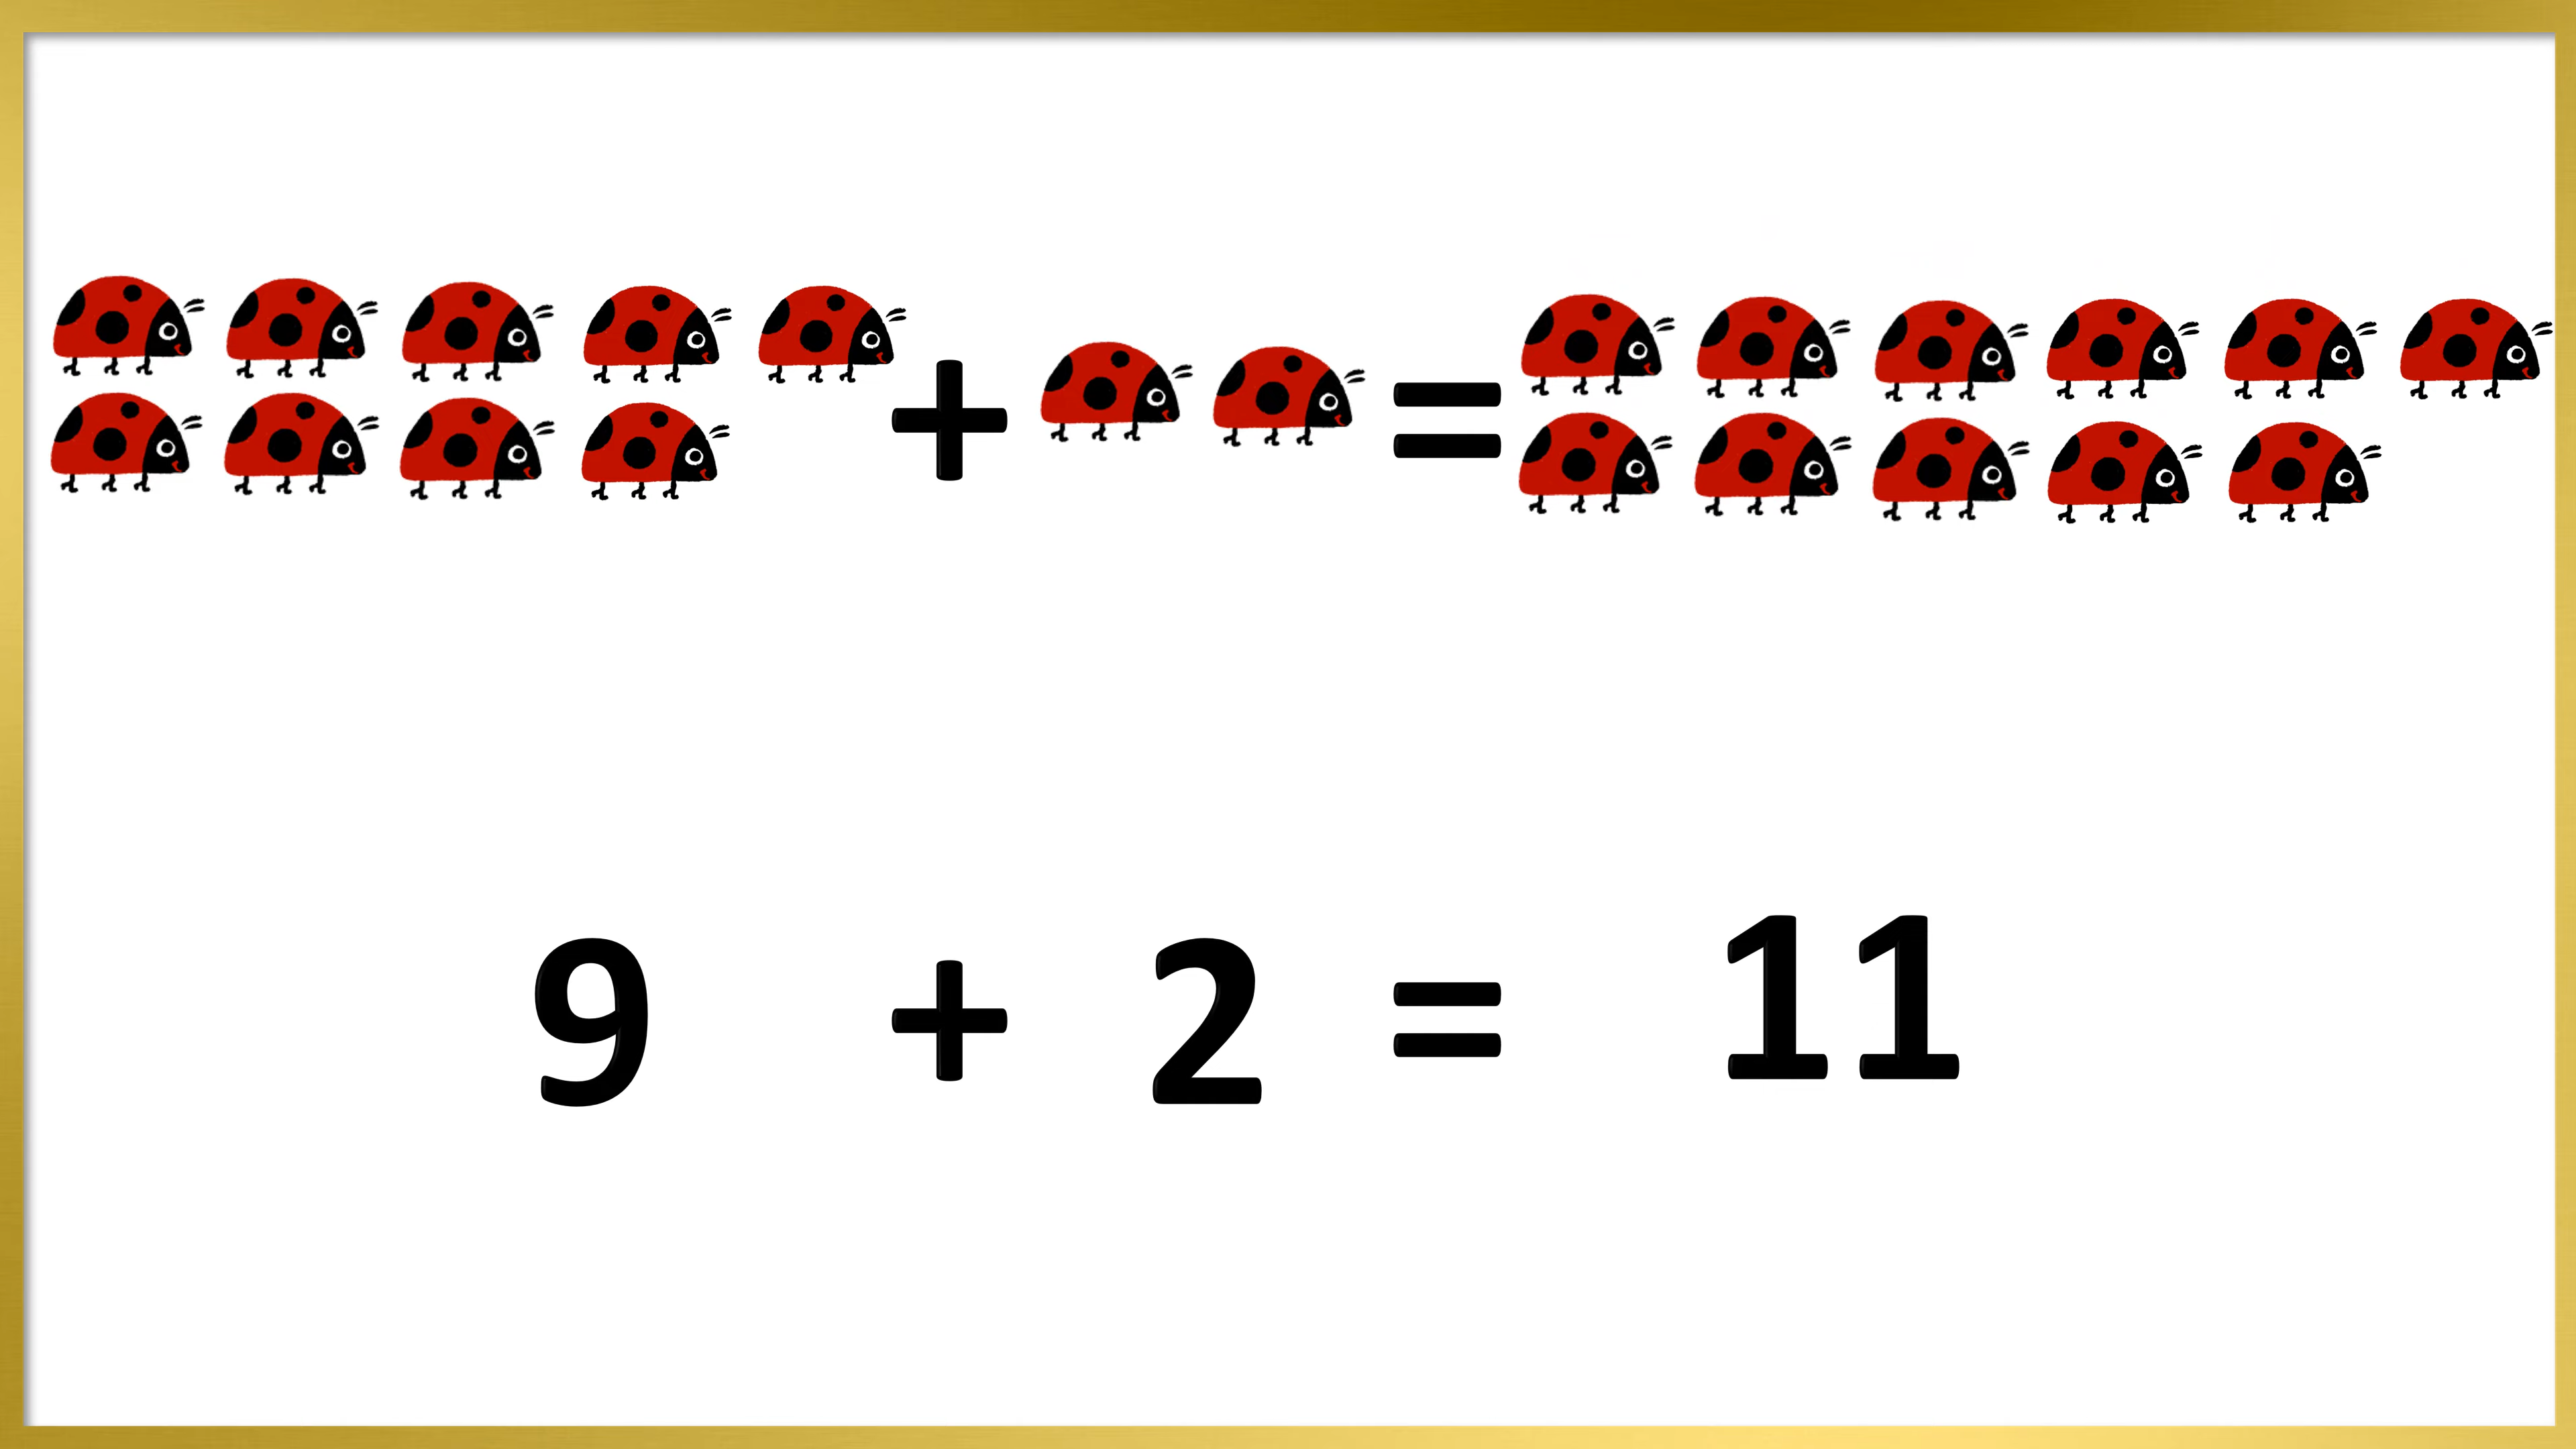 + =
9 + 2 = 11